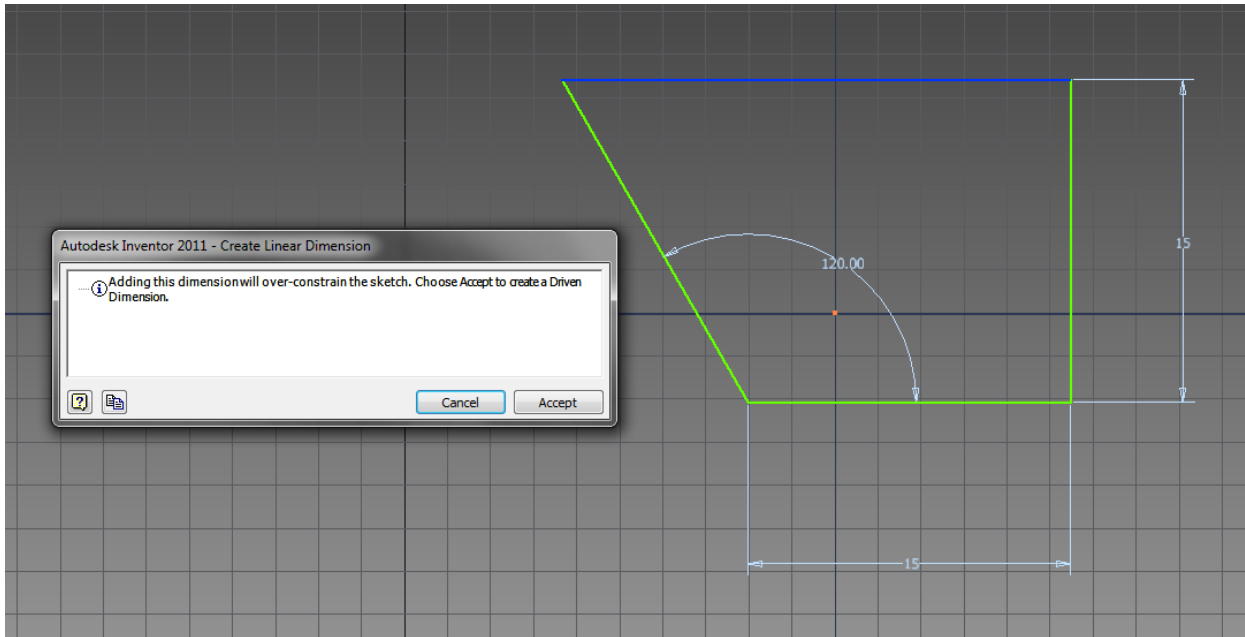 Autodesk Inventor 2011 - Create Linear Dimension
Adding this dimension will over-constrain the sketch. Choose Accept to create a Driven
Dimension.
Cancel
Accept
120.00
15
15